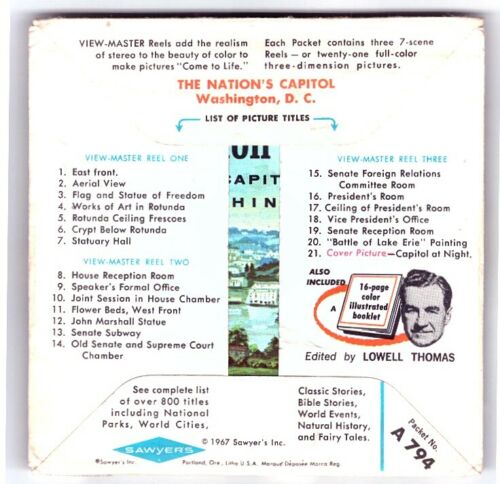 VIEW-MASTER Reels add the realism
of stereo to the beauty of color to
make pictures "Come to Life."
Each Packet contains three 7-scene
Reels — or twenty-one full-color
three-dimension pictures.
THE NATION'S CAPITOL
Washington, D. C.
LIST OF PICTURE TITLES
VIEW-MASTER REEL ONE
1. East front.
2. Aerial View
3. Flag and Statue of Freedom
4. Works of Art in Rotunda
5. Rotunda Ceiling Frescoes
6. Crypt Below Rotunda
7. Statuary Hall
VIEW-MASTER REEL TWO
8. House Reception Room
9. Speaker's Formal Office
10. Joint Session in House Chamber
11. Flower Beds, West Front
12. John Marshall Statue
13. Senate Subway
14. Old Senate and Supreme Court
Chamber
on
CAPIT
HIN
VIEW-MASTER REEL THREE
15. Senate Foreign Relations
Committee Room
16. President's Room
17. Ceiling of President's Room
18. Vice President's Office
19. Senate Reception Room
20. "Battle of Lake Erie" Painting
21. Cover Picture—Capitol at Night.
ALSO
INCLUDED
A
16-page
color
illustrated
booklet
Edited by LOWELL THOMAS
See complete list
of over 800 titles
including National
Parks, World Cities,
Classic Stories,
Bible Stories,
World Events,
Natural History,
and Fairy Tales.
SAWYERS
© 1967 Sawyer's Inc.
®Sawyer's Inc. Portland, Ore., Litho U.S.A. Marque Déposée Marca Reg.
Packet No.
A 794